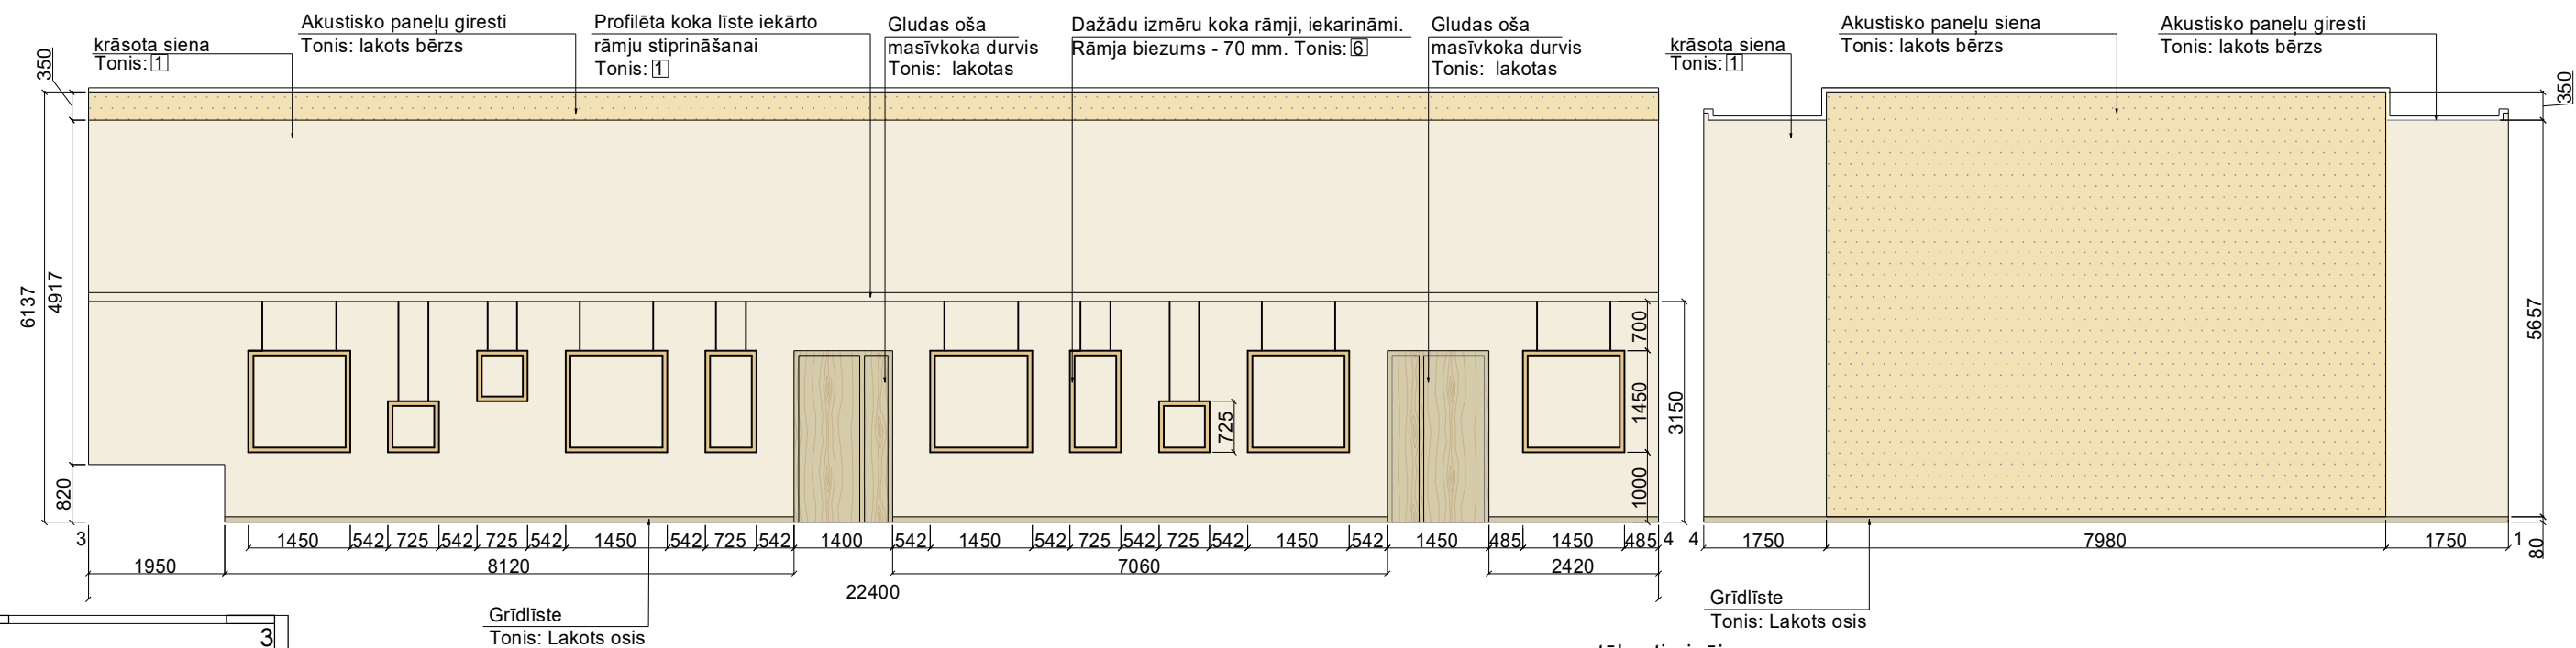 krāsota siena
Tonis: 1
Akustisko paneļu giresti
Tonis: lakots bērzs
Profilēta koka līste iekārto
rāmju stiprināšanai
Tonis: 1
Gludas oša
masīvkoka durvis
Tonis: lakotas
Dažādu izmēru koka rāmji, iekarināmi.
Rāmja biezums - 70 mm. Tonis: 6
Gludas oša
masīvkoka durvis
Tonis: lakotas
krāsota siena
Tonis: 1
Akustisko paneļu siena
Tonis: lakots bērzs
Akustisko paneļu giresti
Tonis: lakots bērzs
350
6137
4917
820
725
700
1450
1000
3150
350
5657
80
3
1450 542 725 542 725 542 1450 542 725 542 1400 542 1450 542 725 542 725 542 1450 542 1450 485 1450 485
4
4
1750 7980 1750
1
1950 8120 7060 2420
22400
Grīdlīste
Tonis: Lakots osis
Grīdlīste
Tonis: Lakots osis
3